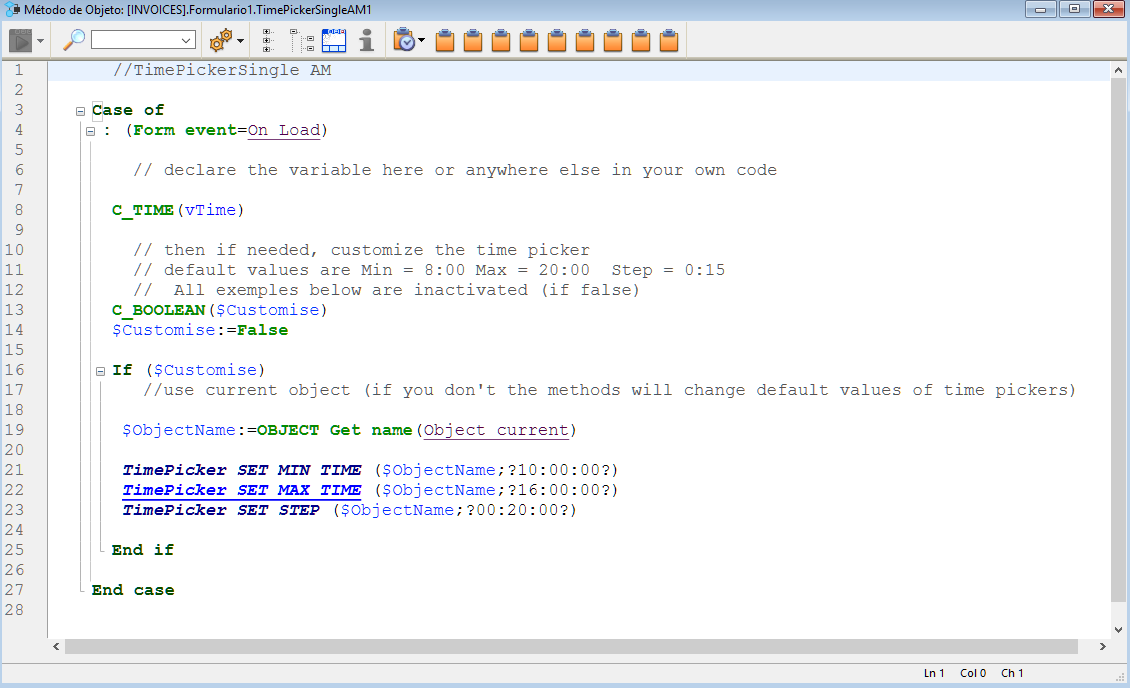 Método de Objeto: [INVOICES].Formulario1.TimePickerSingleAM1
1 //TimePickerSingle AM
2
3 Case of
4 : (Form event=On Load)
5
6 // declare the variable here or anywhere else in your own code
7
8 C_TIME(vTime)
9
10 // then if needed, customize the time picker
11 // default values are Min = 8:00 Max = 20:00  Step = 0:15
12 //  All exemples below are inactivated (if false)
13 C_BOOLEAN($Customise)
14 $Customise:=False
15
16 If ($Customise)
17 //use current object (if you don't the methods will change default values of time pickers)
18
19 $ObjectName:=OBJECT Get name(Object current)
20
21 TimePicker SET MIN TIME ($ObjectName;?10:00:00?)
22 TimePicker SET MAX TIME ($ObjectName;?16:00:00?)
23 TimePicker SET STEP ($ObjectName;?00:20:00?)
24
25 End if
26
27 End case
28
Ln 1 Col 0 Ch 1